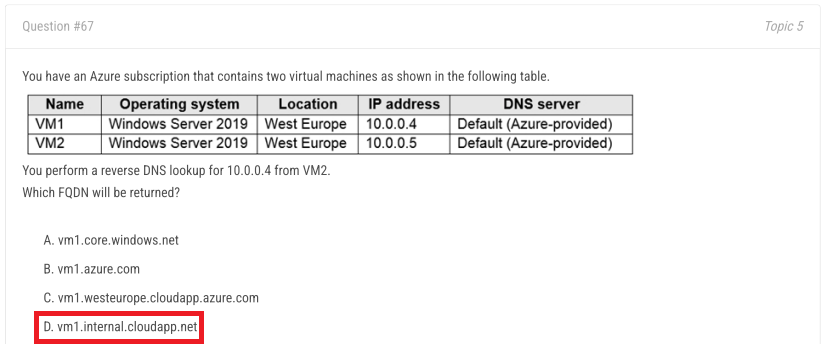 Question #67 Topic 5
You have an Azure subscription that contains two virtual machines as shown in the following table.
Name Operating system Location IP address DNS server
VM1 Windows Server 2019 West Europe 10.0.0.4 Default (Azure-provided)
VM2 Windows Server 2019 West Europe 10.0.0.5 Default (Azure-provided)
You perform a reverse DNS lookup for 10.0.0.4 from VM2.
Which FQDN will be returned?
A. vm1.core.windows.net
B. vm1.azure.com
C. vm1.westeurope.cloudapp.azure.com
D. vm1.internal.cloudapp.net